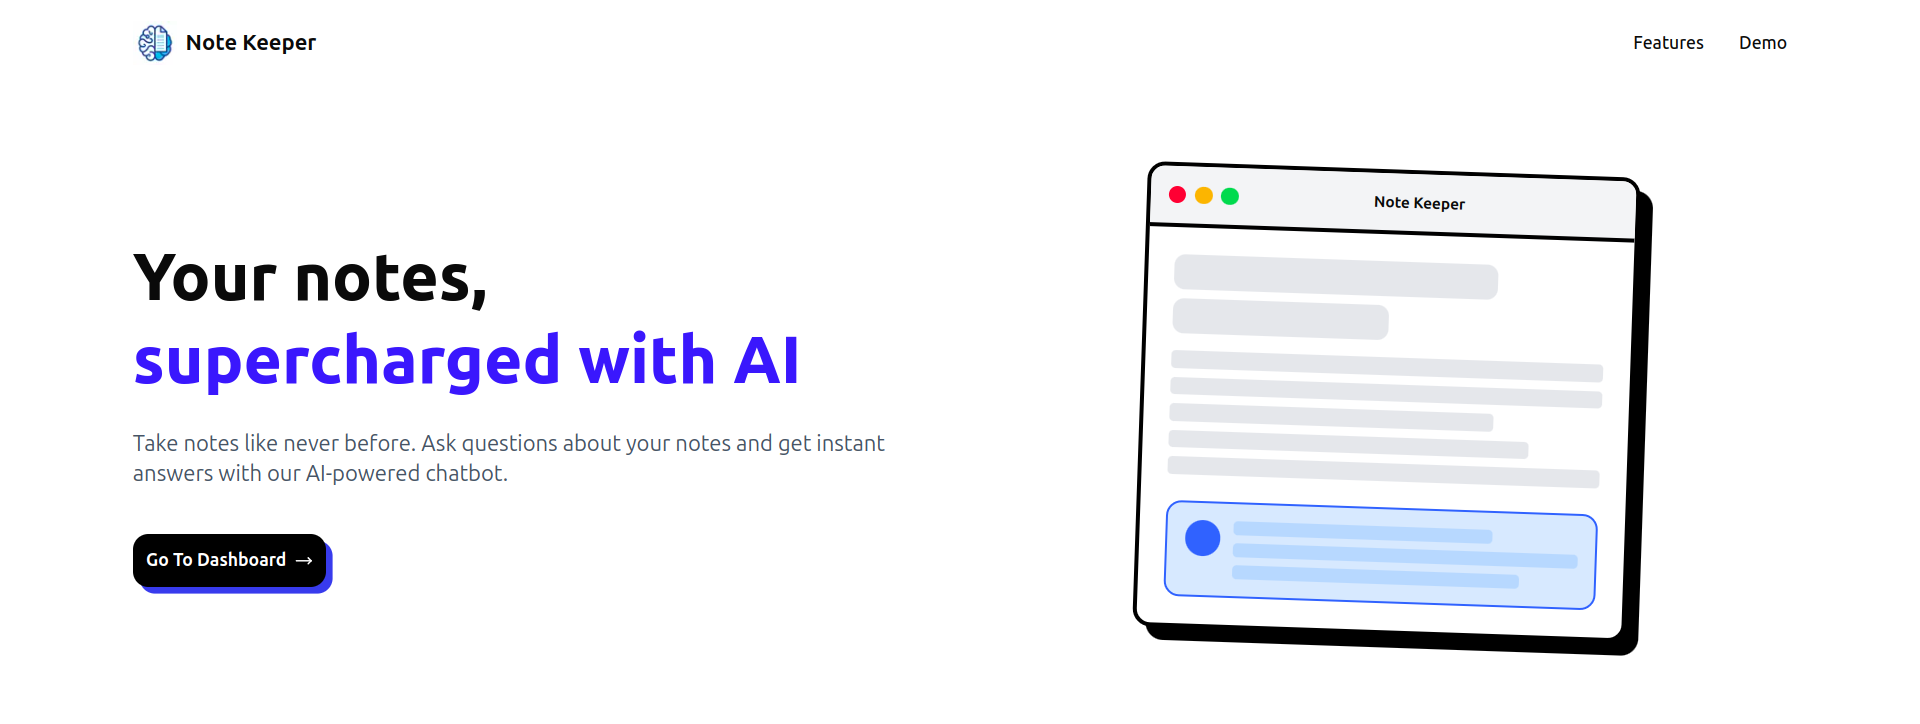 Note Keeper
Features
Demo
Your notes,
supercharged with AI
Take notes like never before. Ask questions about your notes and get instant
answers with our AI-powered chatbot.
Go To Dashboard →
Note Keeper